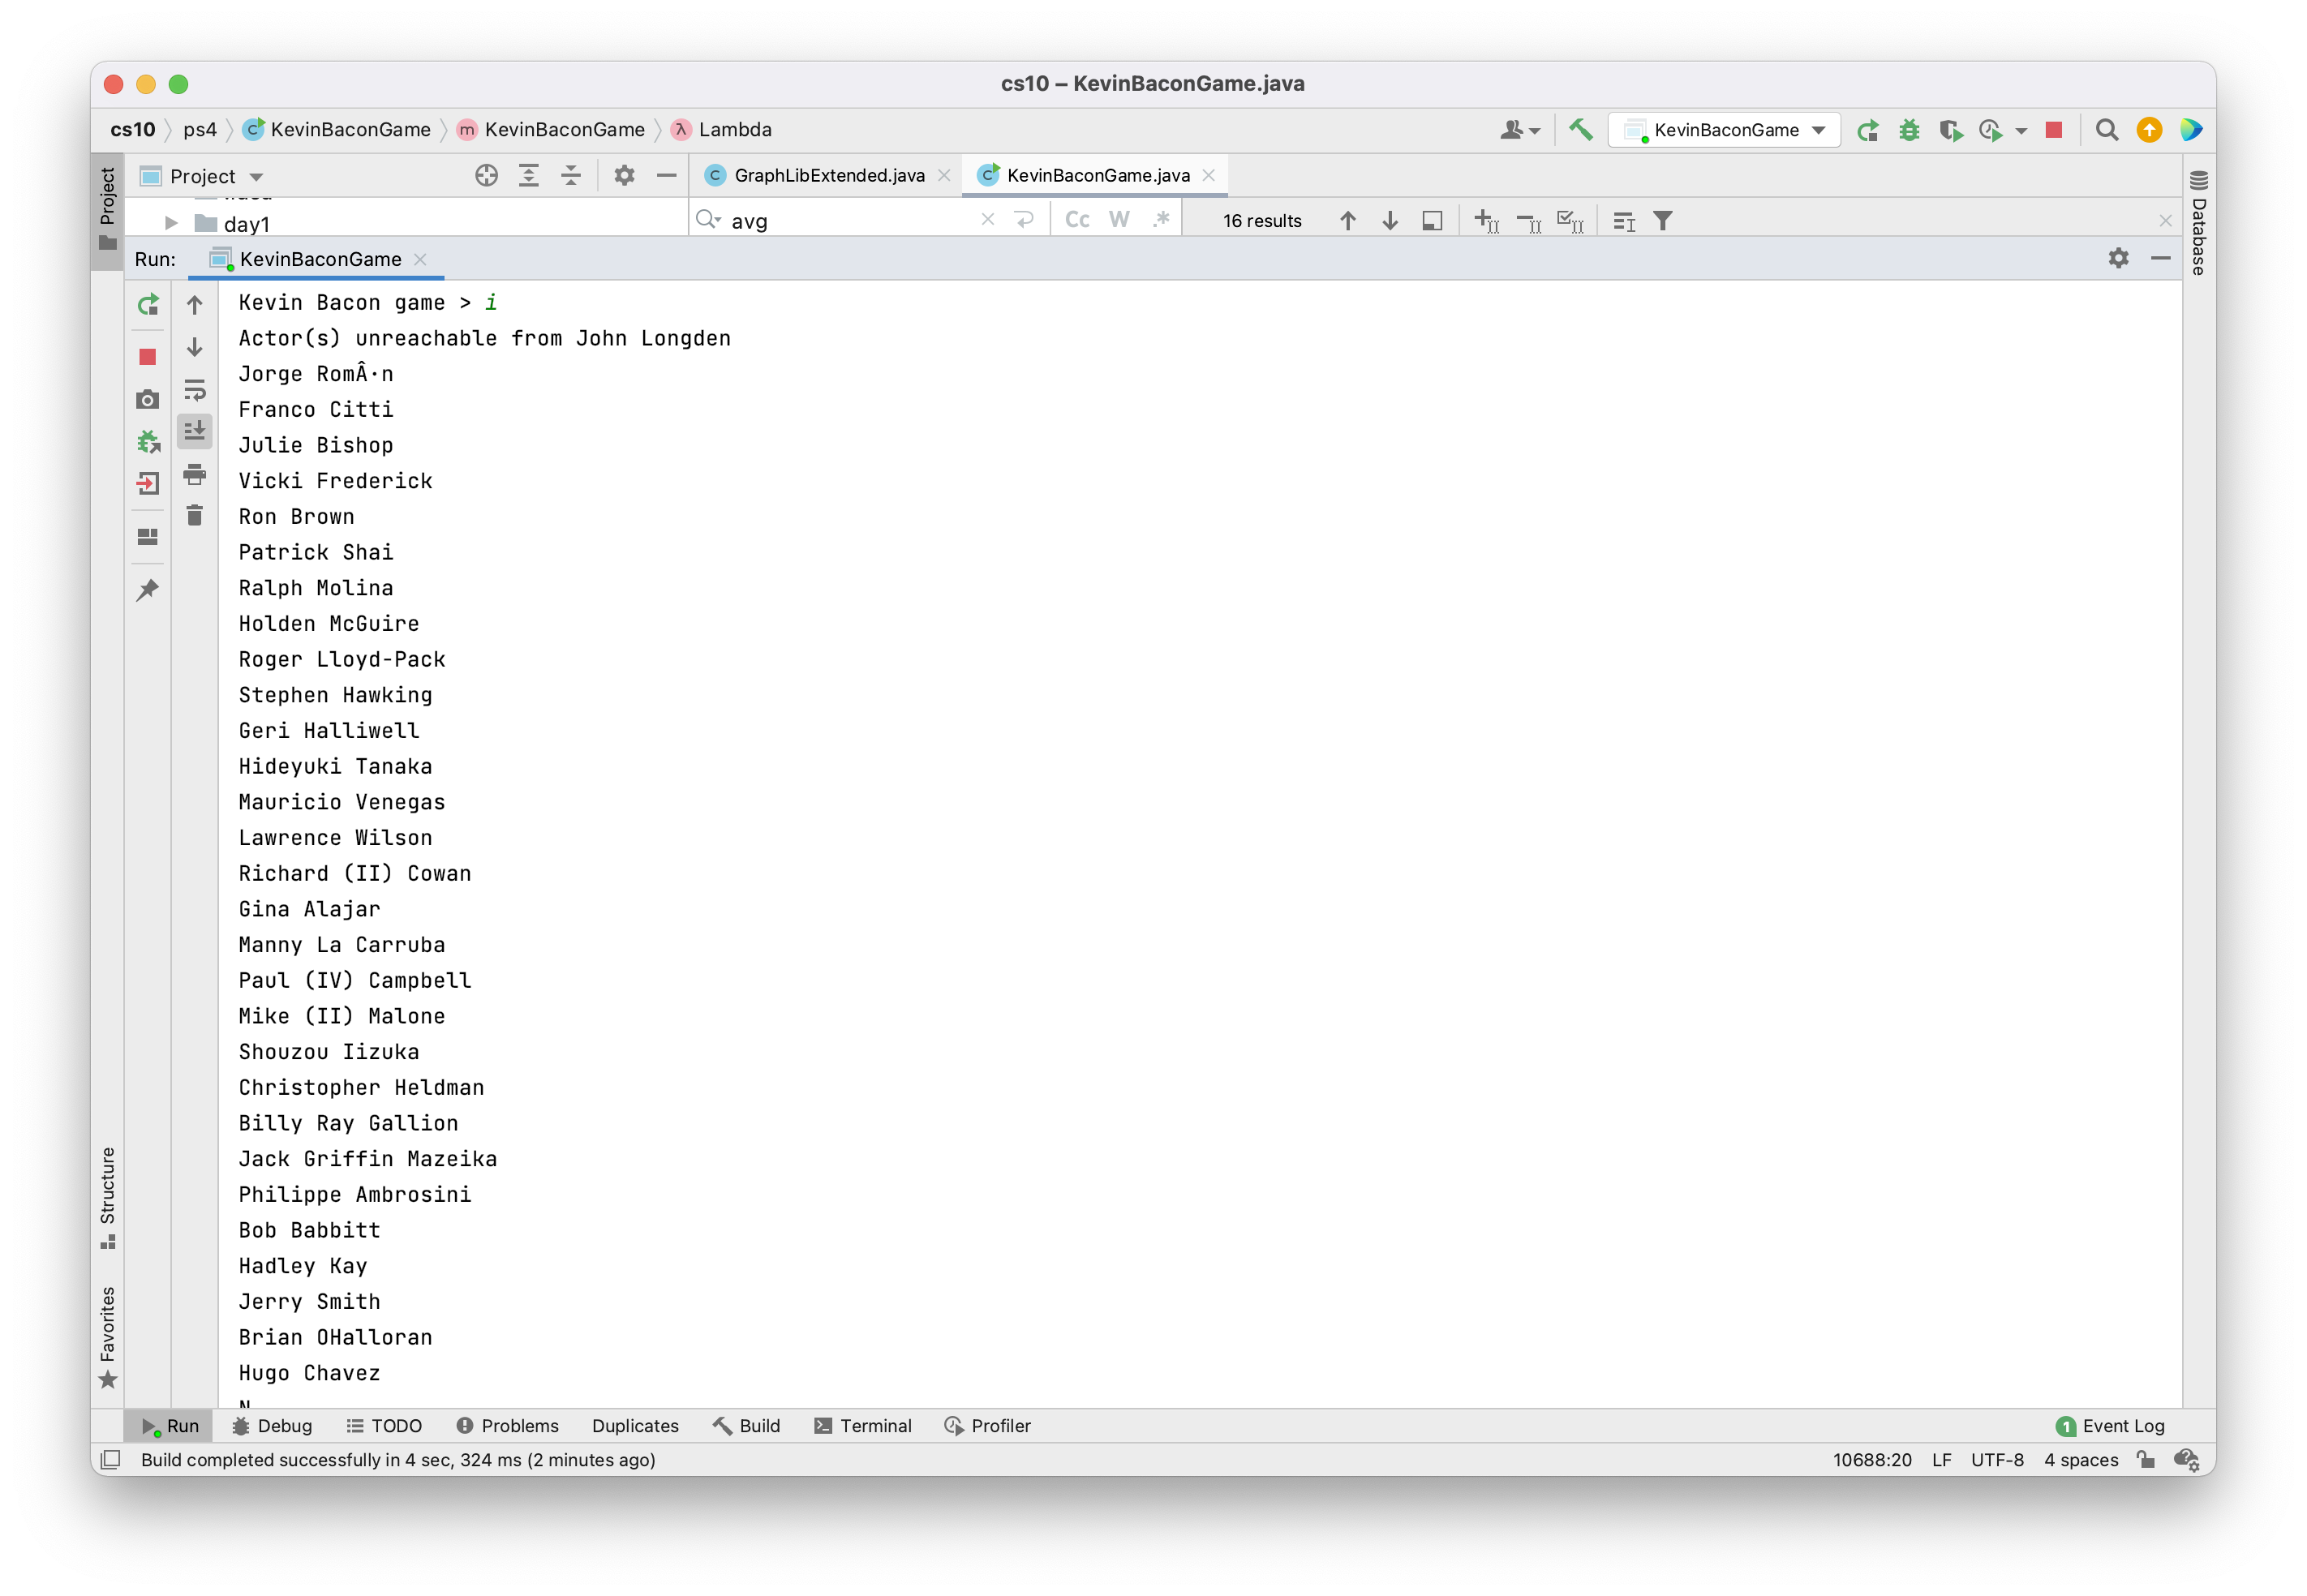 cs10 – KevinBaconGame.java
cs10 ps4 KevinBaconGame m KevinBaconGame λ Lambda KevinBaconGame
Project Project C GraphLibExtended.java C KevinBaconGame.java Database
day1 avg Cc W .* 16 results
Run: KevinBaconGame
Kevin Bacon game > i
Actor(s) unreachable from John Longden
Jorge RomÂ·n
Franco Citti
Julie Bishop
Vicki Frederick
Ron Brown
Patrick Shai
Ralph Molina
Holden McGuire
Roger Lloyd-Pack
Stephen Hawking
Geri Halliwell
Hideyuki Tanaka
Mauricio Venegas
Lawrence Wilson
Richard (II) Cowan
Gina Alajar
Manny La Carruba
Paul (IV) Campbell
Mike (II) Malone
Shouzou Iizuka
Christopher Heldman
Billy Ray Gallion
Jack Griffin Mazeika
Philippe Ambrosini
Bob Babbitt
Hadley Kay
Jerry Smith
Brian OHalloran
Hugo Chavez
Structure
Favorites
Run Debug TODO Problems Duplicates Build Terminal Profiler 1 Event Log
Build completed successfully in 4 sec, 324 ms (2 minutes ago) 10688:20 LF UTF-8 4 spaces